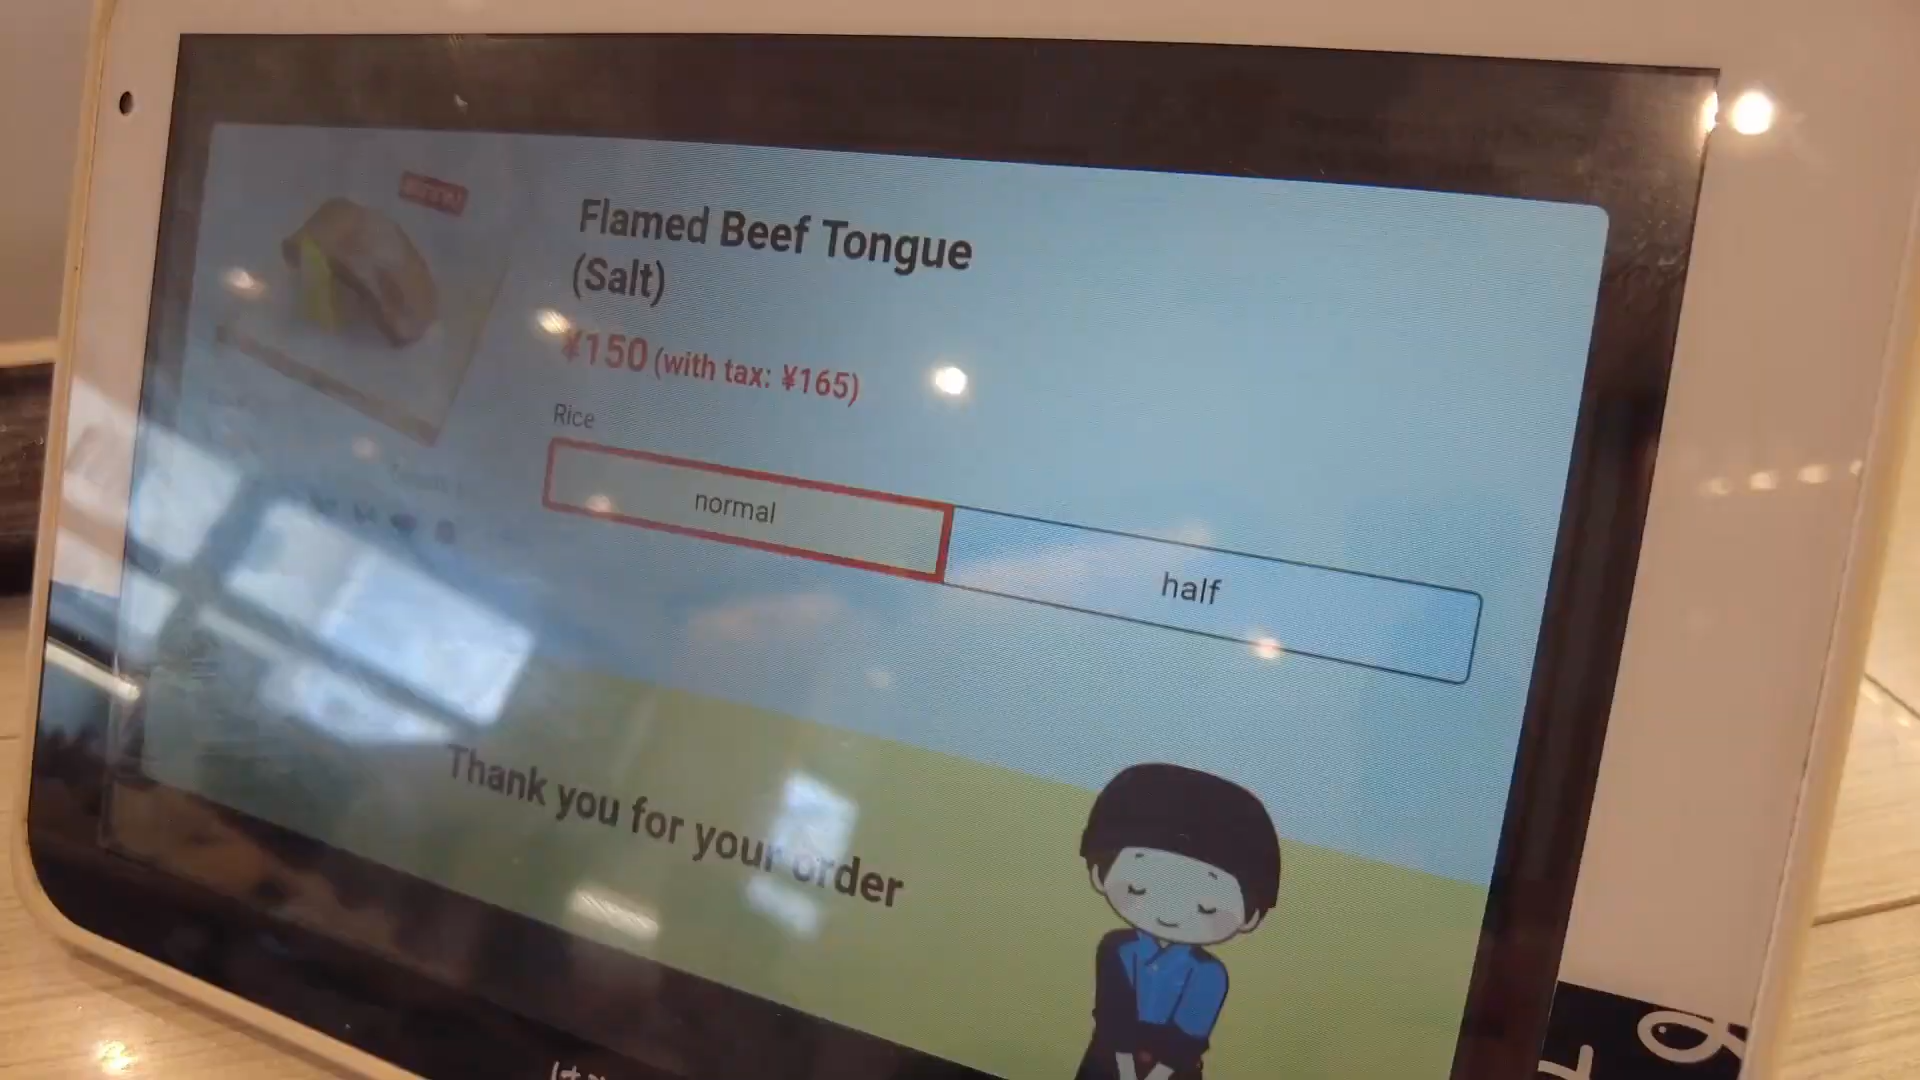 Flamed Beef Tongue
(Salt)
¥150 (with tax: ¥165)
Rice
normal
half
Thank you for your order